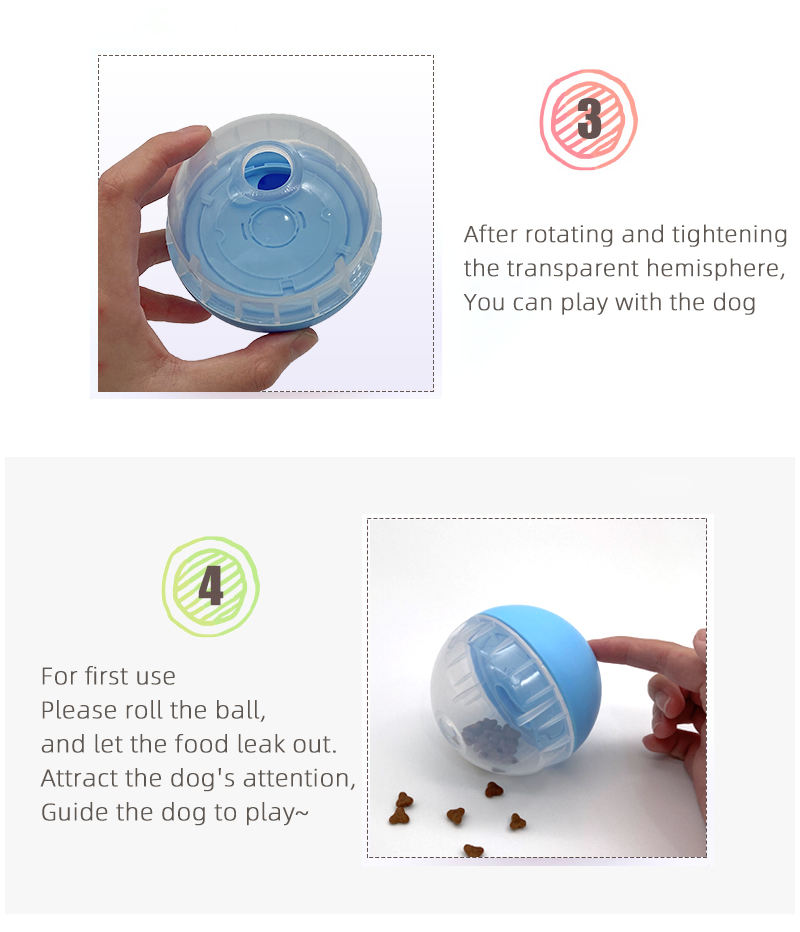 3
After rotating and tightening
the transparent hemisphere,
You can play with the dog
4
For first use
Please roll the ball,
and let the food leak out.
Attract the dog's attention,
Guide the dog to play~